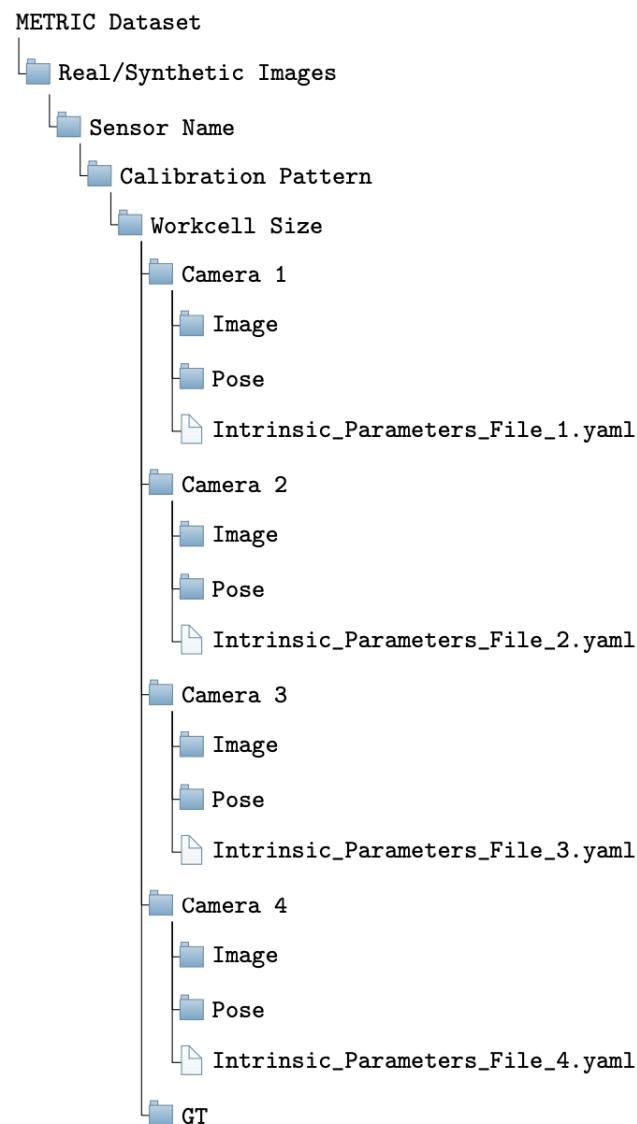 METRIC Dataset
Real/Synthetic Images
Sensor Name
Calibration Pattern
Workcell Size
Camera 1
Image
Pose
Intrinsic_Parameters_File_1.yaml
Camera 2
Image
Pose
Intrinsic_Parameters_File_2.yaml
Camera 3
Image
Pose
Intrinsic_Parameters_File_3.yaml
Camera 4
Image
Pose
Intrinsic_Parameters_File_4.yaml
GT